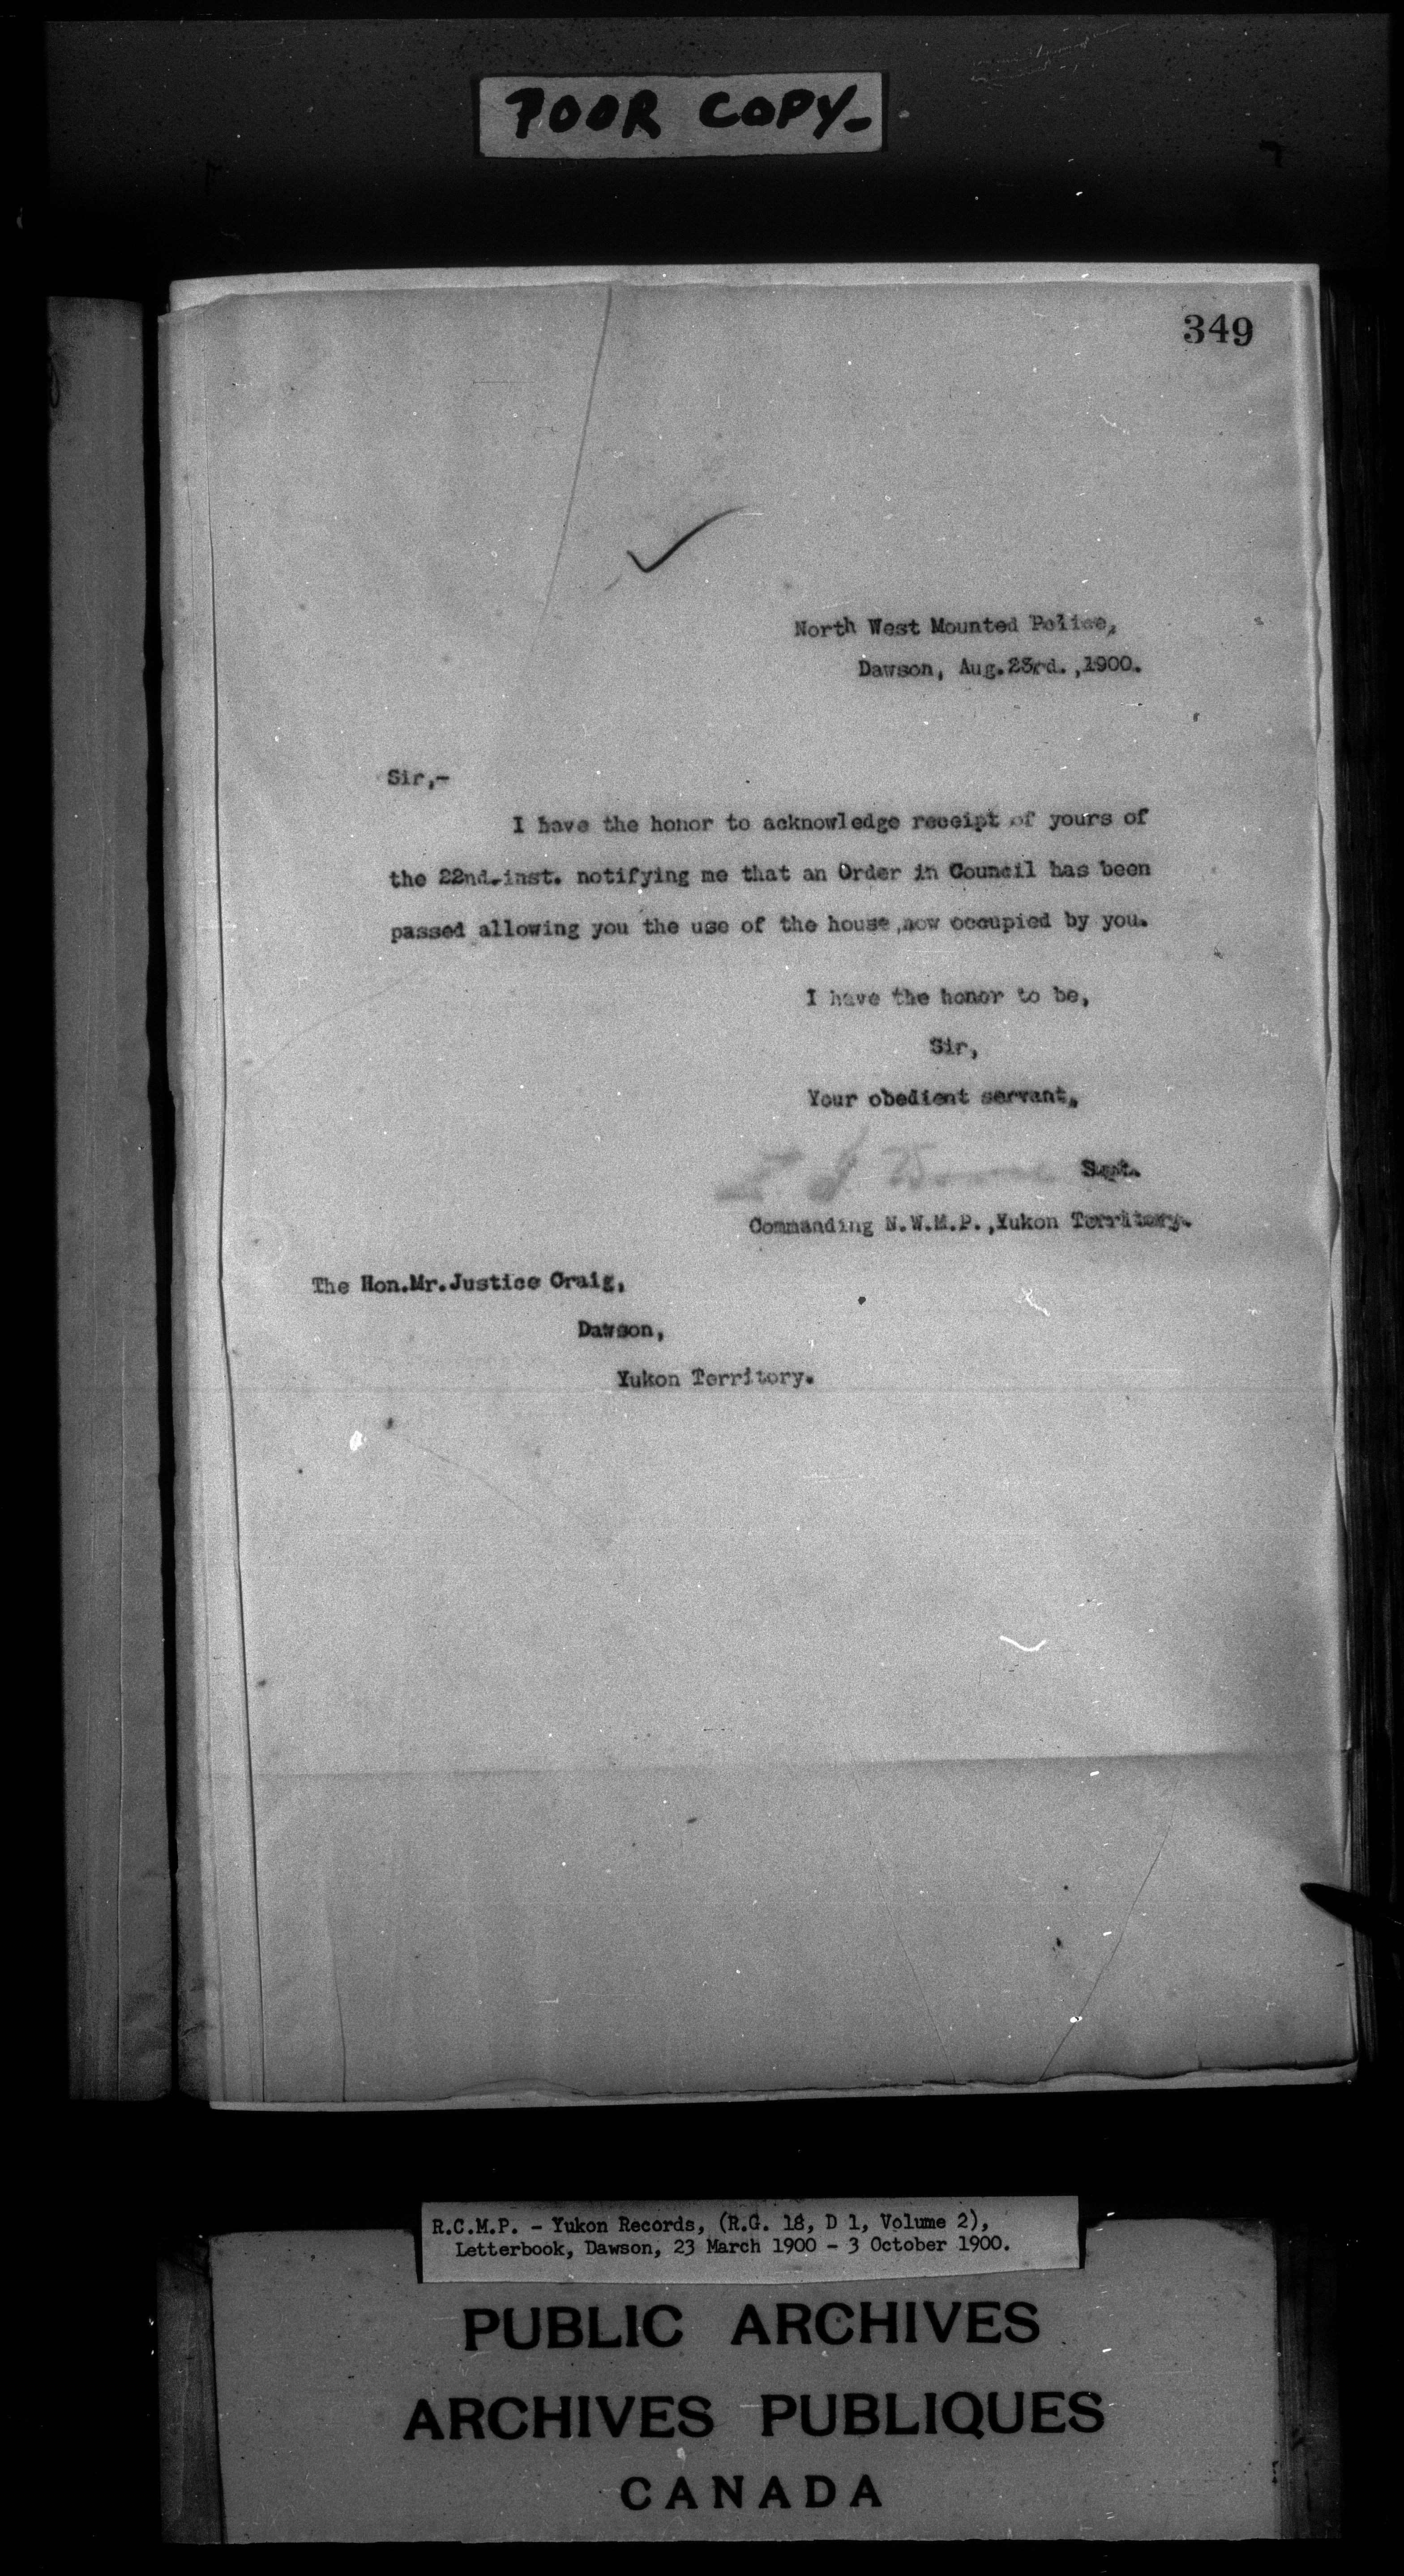 POOR COPY-
349
North West Mounted Police,
Dawson, Aug.23rd.,1900.
Sir,-
I have the honor to acknowledge receipt of yours of
the 22nd.inst. notifying me that an Order in Council has been
passed allowing you the use of the house,now occupied by you.
I have the honor to be,
Sir,
Your obedient servant,
Supt.
Commanding N.W.M.P.,Yukon Territory.
The Hon.Mr.Justice Craig,
Dawson,
Yukon Territory.
R.C.M.P. - Yukon Records, (R.G. 18, D 1, Volume 2),
Letterbook, Dawson, 23 March 1900 - 3 October 1900.
PUBLIC ARCHIVES
ARCHIVES PUBLIQUES
CANADA